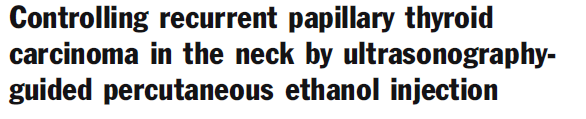 Controlling recurrent papillary thyroid
carcinoma in the neck by ultrasonography-
guided percutaneous ethanol injection